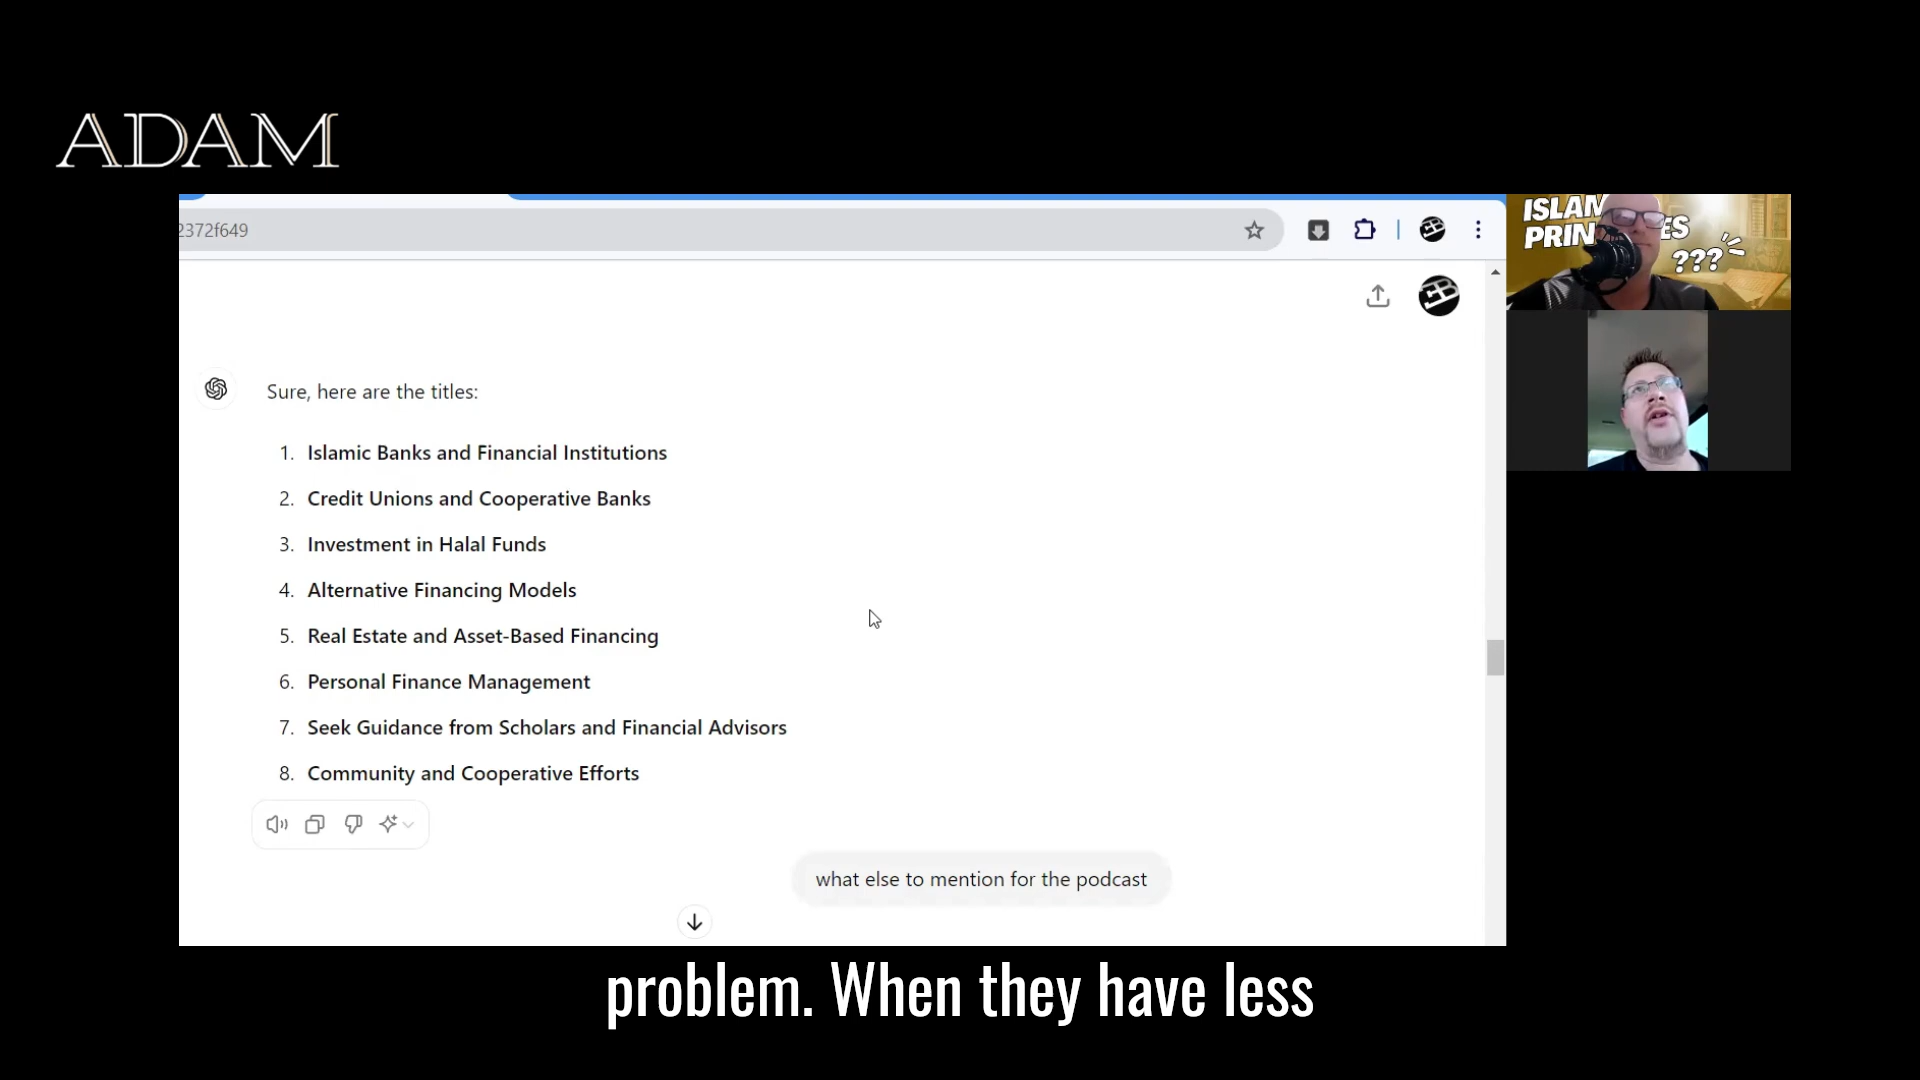 ADAM
2372f649
ISLAM
PRIN ES
???
Sure, here are the titles:
1. Islamic Banks and Financial Institutions
2. Credit Unions and Cooperative Banks
3. Investment in Halal Funds
4. Alternative Financing Models
5. Real Estate and Asset-Based Financing
6. Personal Finance Management
7. Seek Guidance from Scholars and Financial Advisors
8. Community and Cooperative Efforts
what else to mention for the podcast
problem. When they have less